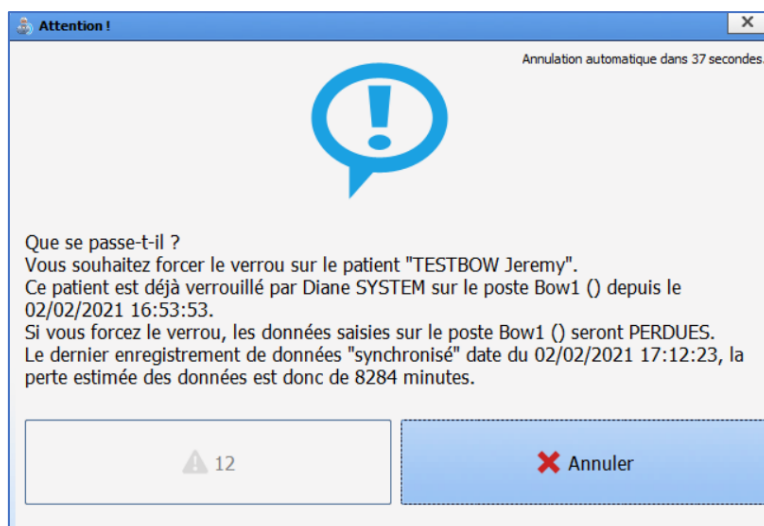 Attention !
Annulation automatique dans 37 secondes.
Que se passe-t-il ?
Vous souhaitez forcer le verrou sur le patient "TESTBOW Jeremy".
Ce patient est déjà verrouillé par Diane SYSTEM sur le poste Bow1 () depuis le
02/02/2021 16:53:53.
Si vous forcez le verrou, les données saisies sur le poste Bow1 () seront PERDUES.
Le dernier enregistrement de données "synchronisé" date du 02/02/2021 17:12:23, la
perte estimée des données est donc de 8284 minutes.
12
Annuler